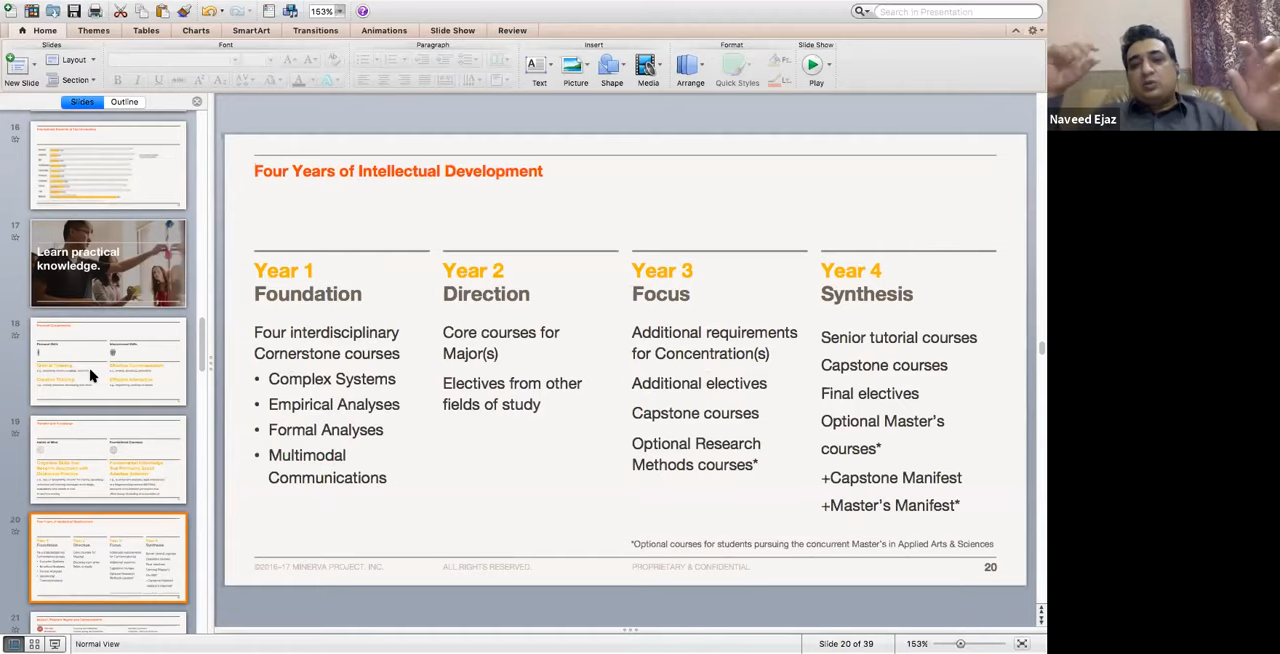 153%
Search in Presentation
Home
Themes
Tables
Charts
SmartArt
Transitions
Animations
Slide Show
Review
Slides
Font
Paragraph
Insert
Format
Slide Show
New Slide
Layout
Section
Text
Picture
Shape
Media
Arrange
Quick Styles
Play
Slides
Outline
16
17
Learn practical
knowledge.
18
19
20
21
Four Years of Intellectual Development
Year 1
Foundation
Four interdisciplinary
Cornerstone courses
• Complex Systems
• Empirical Analyses
• Formal Analyses
• Multimodal
Communications
Year 2
Direction
Core courses for
Major(s)
Electives from other
fields of study
Year 3
Focus
Additional requirements
for Concentration(s)
Additional electives
Capstone courses
Optional Research
Methods courses*
Year 4
Synthesis
Senior tutorial courses
Capstone courses
Final electives
Optional Master's
courses*
+Capstone Manifest
+Master's Manifest*
*Optional courses for students pursuing the concurrent Master's in Applied Arts & Sciences
©2016–17 MINERVA PROJECT, INC.
ALL RIGHTS RESERVED.
PROPRIETARY & CONFIDENTIAL
20
Normal View
Slide 20 of 39
153%
Naveed Ejaz